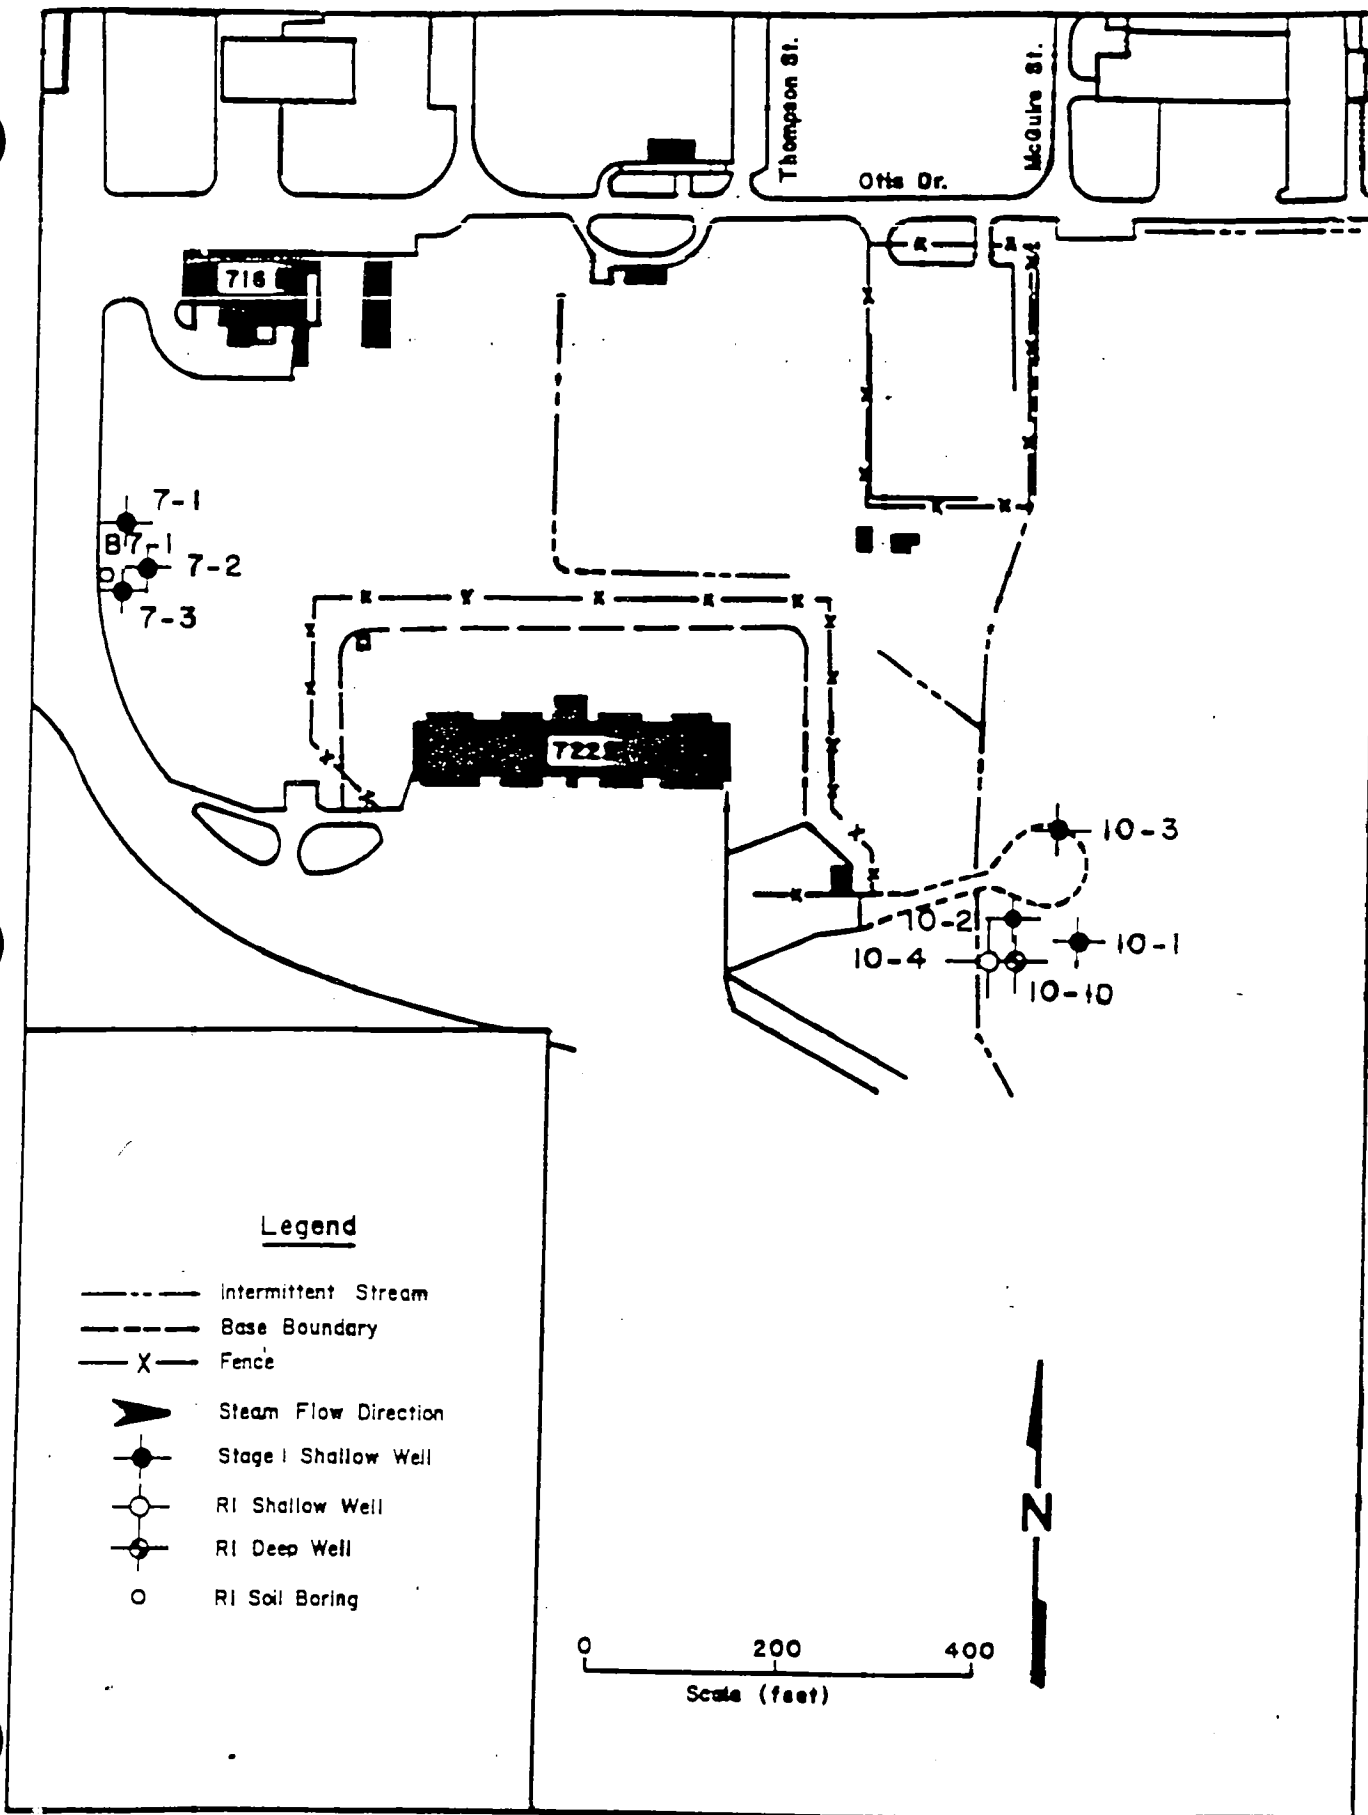 Thompson St.
McGuire St.
Otis Dr.
716
7-1
B7-1
7-2
7-3
722
10-3
10-2
10-1
10-4
10-10
Legend
Intermittent Stream
Base Boundary
Fence
Steam Flow Direction
Stage I Shallow Well
RI Shallow Well
RI Deep Well
RI Soil Boring
N
0 200 400
Scale (feet)